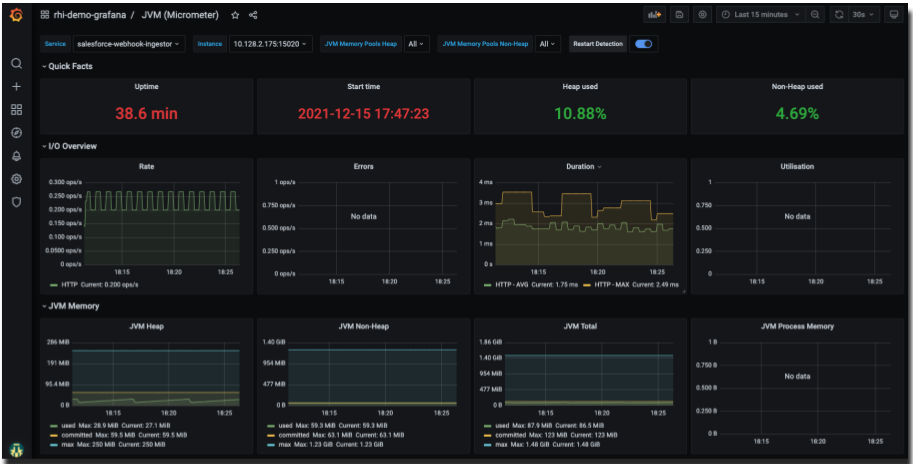 rhi-demo-grafana / JVM (Micrometer)
Last 15 minutes
30s
Service salesforce-webhook-ingestor Instance 10.128.2.175:15020 JVM Memory Pools Heap All JVM Memory Pools Non-Heap All Restart Detection
Quick Facts
Uptime Start time Heap used Non-Heap used
38.6 min 2021-12-15 17:47:23 10.88% 4.69%
I/O Overview
Rate
0.300 ops/s
0.250 ops/s
0.200 ops/s
0.150 ops/s
0.100 ops/s
0.0500 ops/s
0 ops/s
18:15 18:20 18:25
HTTP Current: 0.200 ops/s
Errors
1 ops/s
0.750 ops/s
No data
0.500 ops/s
0.250 ops/s
0 ops/s
18:15 18:20 18:25
Duration
4 ms
3 ms
2 ms
1 ms
0 s
18:15 18:20 18:25
HTTP - AVG Current: 1.75 ms HTTP - MAX Current: 2.49 ms
Utilisation
1
0.750
No data
0.500
0.250
0
18:15 18:20 18:25
JVM Memory
JVM Heap
286 MiB
191 MiB
95.4 MiB
0 B
18:15 18:20 18:25
used Max: 28.9 MiB Current: 27.1 MiB
committed Max: 59.5 MiB Current: 59.5 MiB
max Max: 250 MiB Current: 250 MiB
JVM Non-Heap
1.40 GiB
954 MiB
477 MiB
0 B
18:15 18:20 18:25
used Max: 59.3 MiB Current: 59.3 MiB
committed Max: 63.1 MiB Current: 63.1 MiB
max Max: 1.23 GiB Current: 1.23 GiB
JVM Total
1.86 GiB
1.40 GiB
954 MiB
477 MiB
0 B
18:15 18:20 18:25
used Max: 87.9 MiB Current: 86.5 MiB
committed Max: 123 MiB Current: 123 MiB
max Max: 1.48 GiB Current: 1.48 GiB
JVM Process Memory
1 B
0.750 B
No data
0.500 B
0.250 B
0 B
18:15 18:20 18:25